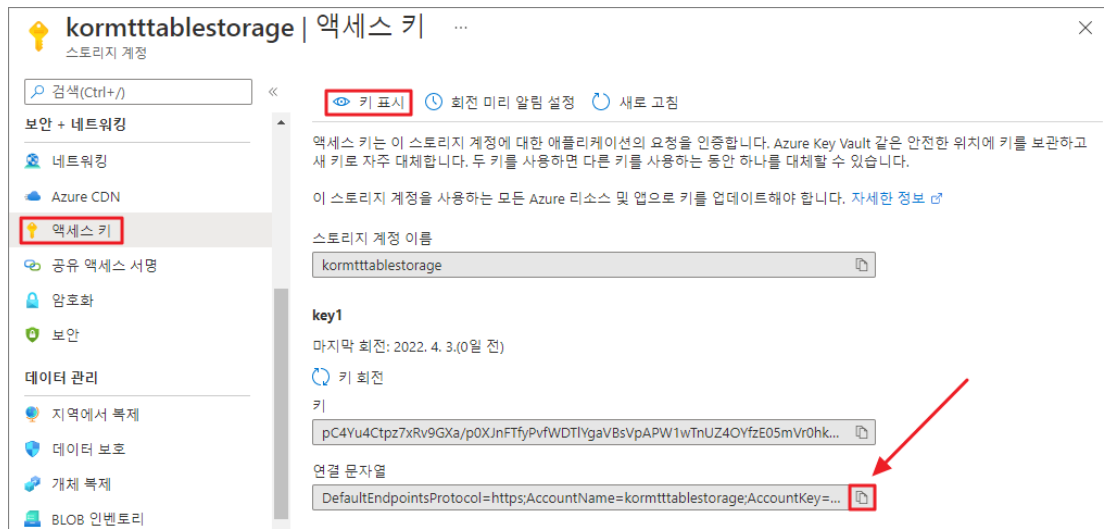 kormtttablestorage | 액세스 키 ...
스토리지 계정
검색(Ctrl+/)
보안 + 네트워킹
네트워킹
Azure CDN
액세스 키
공유 액세스 서명
암호화
보안
데이터 관리
지역에서 복제
데이터 보호
개체 복제
BLOB 인벤토리
키 표시 회전 미리 알림 설정 새로 고침
액세스 키는 이 스토리지 계정에 대한 애플리케이션의 요청을 인증합니다. Azure Key Vault 같은 안전한 위치에 키를 보관하고
새 키로 자주 대체합니다. 두 키를 사용하면 다른 키를 사용하는 동안 하나를 대체할 수 있습니다.
이 스토리지 계정을 사용하는 모든 Azure 리소스 및 앱으로 키를 업데이트해야 합니다. 자세한 정보
스토리지 계정 이름
kormtttablestorage
key1
마지막 회전: 2022. 4. 3.(0일 전)
키 회전
키
pC4Yu4Ctpz7xRv9GXa/p0XJnFTfyPvfWDTlYgaVBsVpAPW1wTnUZ4OYfzE05mVr0hk...
연결 문자열
DefaultEndpointsProtocol=https;AccountName=kormtttablestorage;AccountKey=...